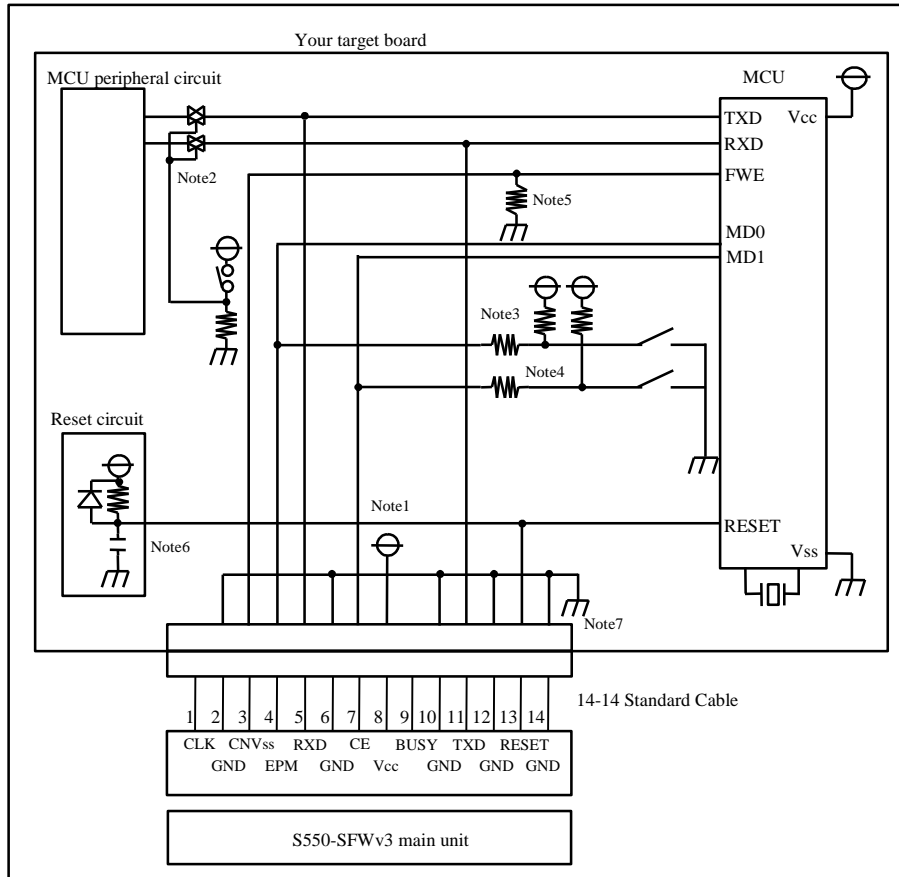 Your target board
MCU peripheral circuit
MCU
TXD
Vcc
RXD
FWE
Note2
Note5
MD0
MD1
Note3
Note4
Reset circuit
Note1
RESET
Note6
Vss
Note7
14-14 Standard Cable
1 2 3 4 5 6 7 8 9 10 11 12 13 14
CLK CNVss RXD CE BUSY TXD RESET
GND EPM GND Vcc GND GND GND
S550-SFWv3 main unit